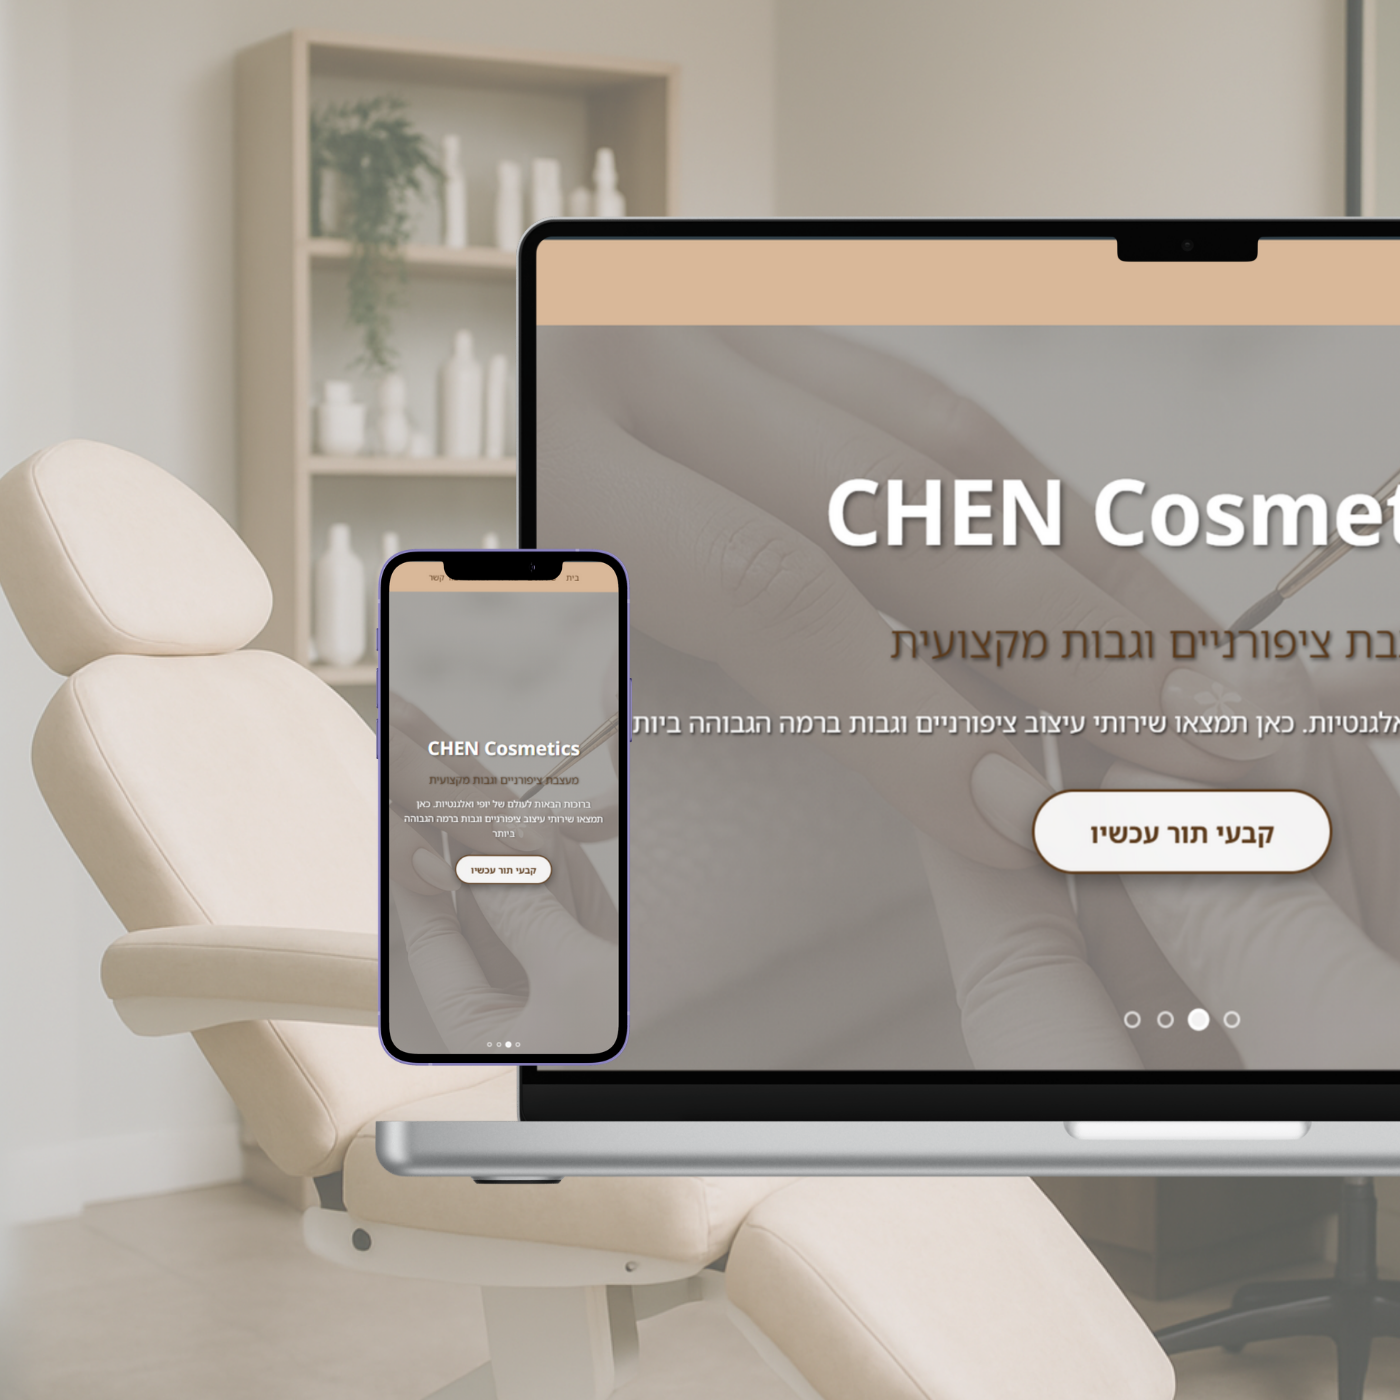 CHEN Cosmet
בת ציפורניים וגבות מקצועית
אלגנטיות. כאן תמצאו שירותי עיצוב ציפורניים וגבות ברמה הגבוהה ביות
קבעי תור עכשיו
בית קשר
CHEN Cosmetics
מעצבת ציפורניים וגבות מקצועית
ברוכות הבאות לעולם של יופי ואלגנטיות. כאן
תמצאו שירותי עיצוב ציפורניים וגבות ברמה הגבוהה
ביותר
קבעי תור עכשיו